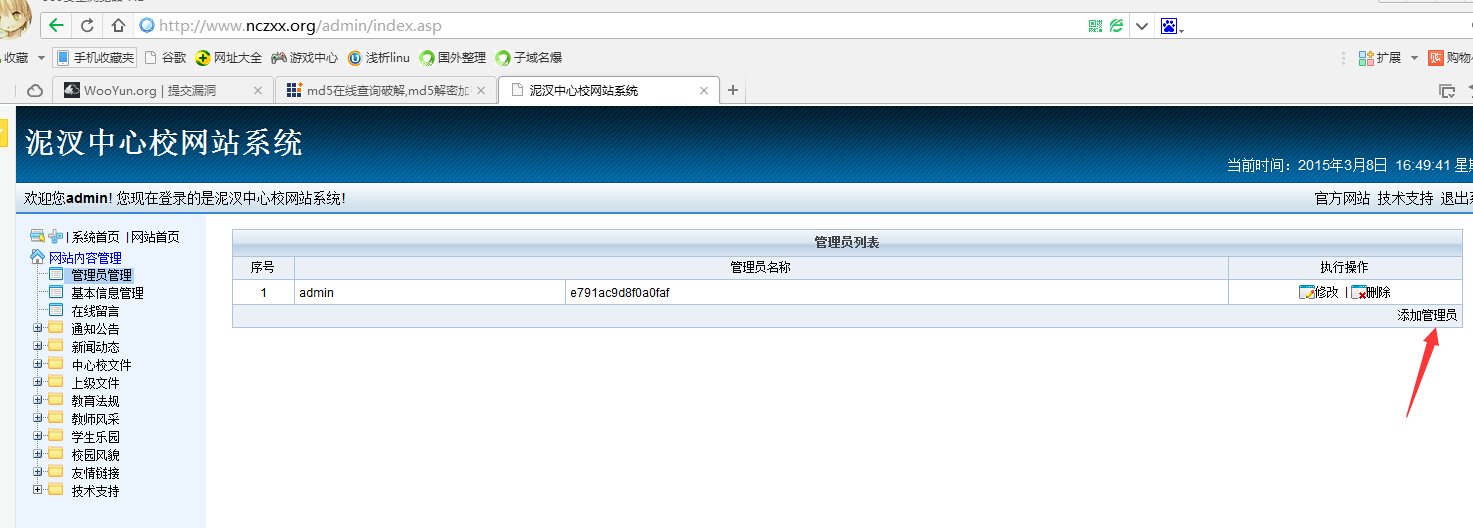 http://www.nczxx.org/admin/index.asp
收藏 手机收藏夹 谷歌 网址大全 游戏中心 浅析linu 国外整理 子域名爆 扩展 购物
WooYun.org | 提交漏洞 md5在线查询破解,md5解密加 泥汊中心校网站系统
泥汊中心校网站系统
当前时间：2015年3月8日 16:49:41 星期
欢迎您admin! 您现在登录的是泥汊中心校网站系统!
官方网站 技术支持 退出
| 系统首页 | 网站首页
网站内容管理
管理员管理
基本信息管理
在线留言
通知公告
新闻动态
中心校文件
上级文件
教育法规
教师风采
学生乐园
校园风貌
友情链接
技术支持
管理员列表
序号 管理员名称 执行操作
1 admin e791ac9d8f0a0faf 修改 | 删除
添加管理员